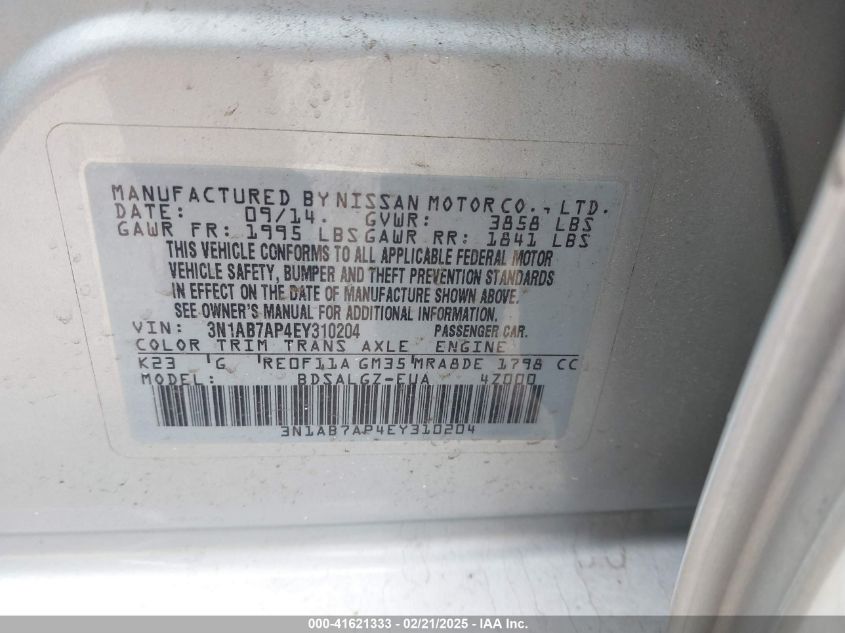 MANUFACTURED BY NISSAN MOTOR CO., LTD.
DATE: 09/14. GVWR: 3858 LBS
GAWR FR: 1995 LBS GAWR RR: 1841 LBS
THIS VEHICLE CONFORMS TO ALL APPLICABLE FEDERAL MOTOR
VEHICLE SAFETY, BUMPER AND THEFT PREVENTION STANDARDS
IN EFFECT ON THE DATE OF MANUFACTURE SHOWN ABOVE.
SEE OWNER'S MANUAL FOR ADDITIONAL INFORMATION.
VIN: 3N1AB7AP4EY310204 PASSENGER CAR.
COLOR TRIM TRANS AXLE ENGINE
K23 G RE0F11A GM35 MRA8DE 1798 CC
MODEL: BDSALGZ-EUA 4Z000
3N1AB7AP4EY310204
000-41621333 - 02/21/2025 - IAA Inc.